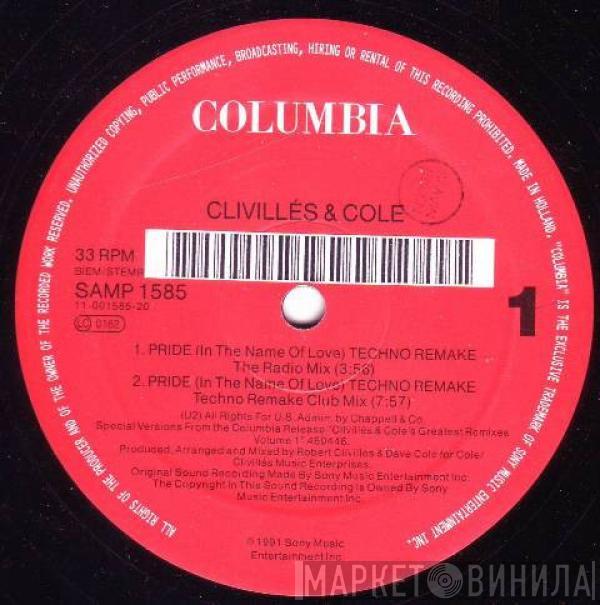 ALL RIGHTS OF THE PRODUCER AND OF THE OWNER OF THE RECORDED WORK RESERVED. UNAUTHORIZED COPYING, PUBLIC PERFORMANCE, BROADCASTING, HIRING OR RENTAL OF THIS RECORDING PROHIBITED. MADE IN HOLLAND. "COLUMBIA" IS THE EXCLUSIVE TRADEMARK OF SONY MUSIC ENTERTAINMENT INC.
COLUMBIA
CLIVILLÉS & COLE
33 RPM
BIEM/STEMRA
SAMP 1585
11-001585-20
LC 0162
1
1. PRIDE (In The Name Of Love) TECHNO REMAKE
The Radio Mix (3:53)
2. PRIDE (In The Name Of Love) TECHNO REMAKE
Techno Remake Club Mix (7:57)
(U2) All Rights For U.S. Admin. by Chappell & Co.
Special Versions From the Columbia Release "Clivillés & Cole's Greatest Remixes
Volume 1" 469446.
Produced, Arranged and Mixed by Robert Clivillés & Dave Cole for Cole/
Clivillés Music Enterprises.
Original Sound Recording Made By Sony Music Entertainment Inc.
The Copyright In This Sound Recording Is Owned By Sony
Music Entertainment Inc.
℗ 1991 Sony Music
Entertainment Inc.
МАРКЕТ ВИНИЛА